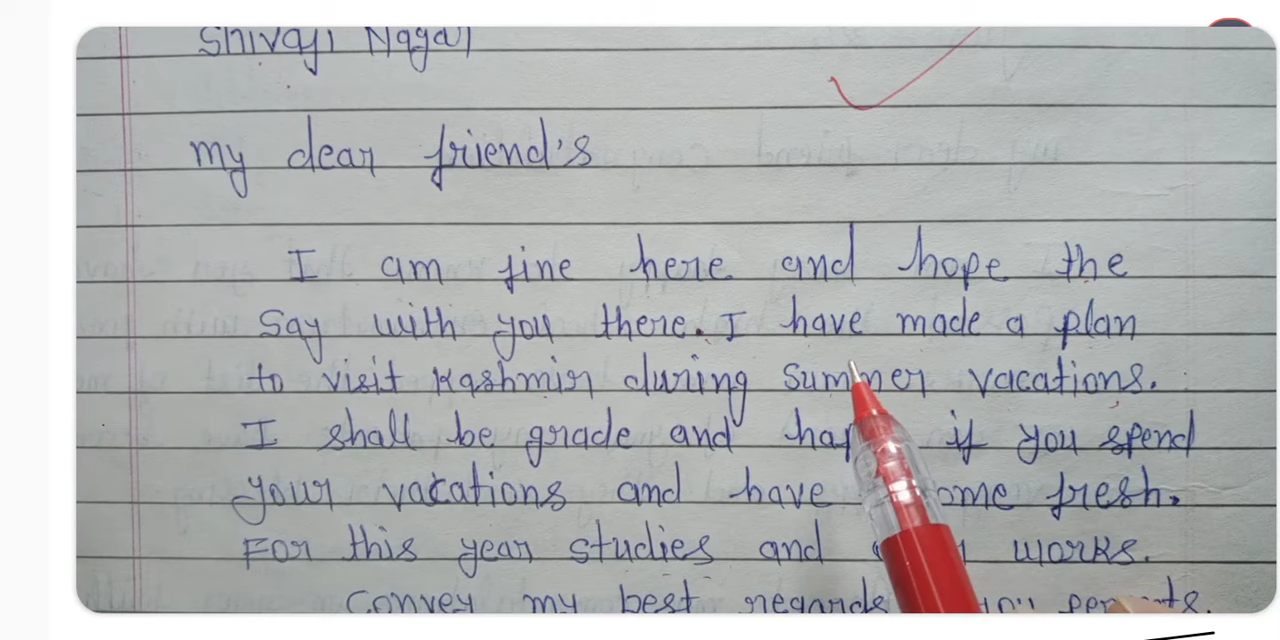 Shivaji Nagar
my dear friend's
I am fine here and hope the
say with you there. I have made a plan
to visit Kashmir during summer vacations.
I shall be grade and if you spend
your vacations and have fresh.
For this year studies and works.
Convey my best regards